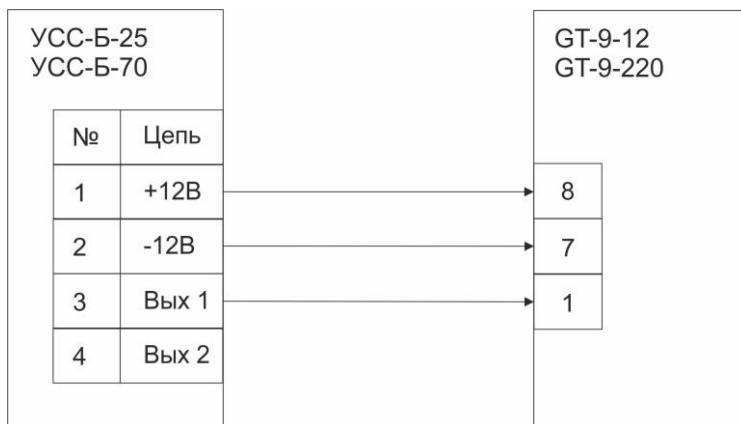 УСС-Б-25
УСС-Б-70
GT-9-12
GT-9-220
№ Цепь
1 +12В 8
2 -12В 7
3 Вых 1 1
4 Вых 2